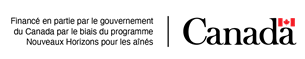 Financé en partie par le gouvernement
du Canada par le biais du programme
Nouveaux Horizons pour les aînés
Canada